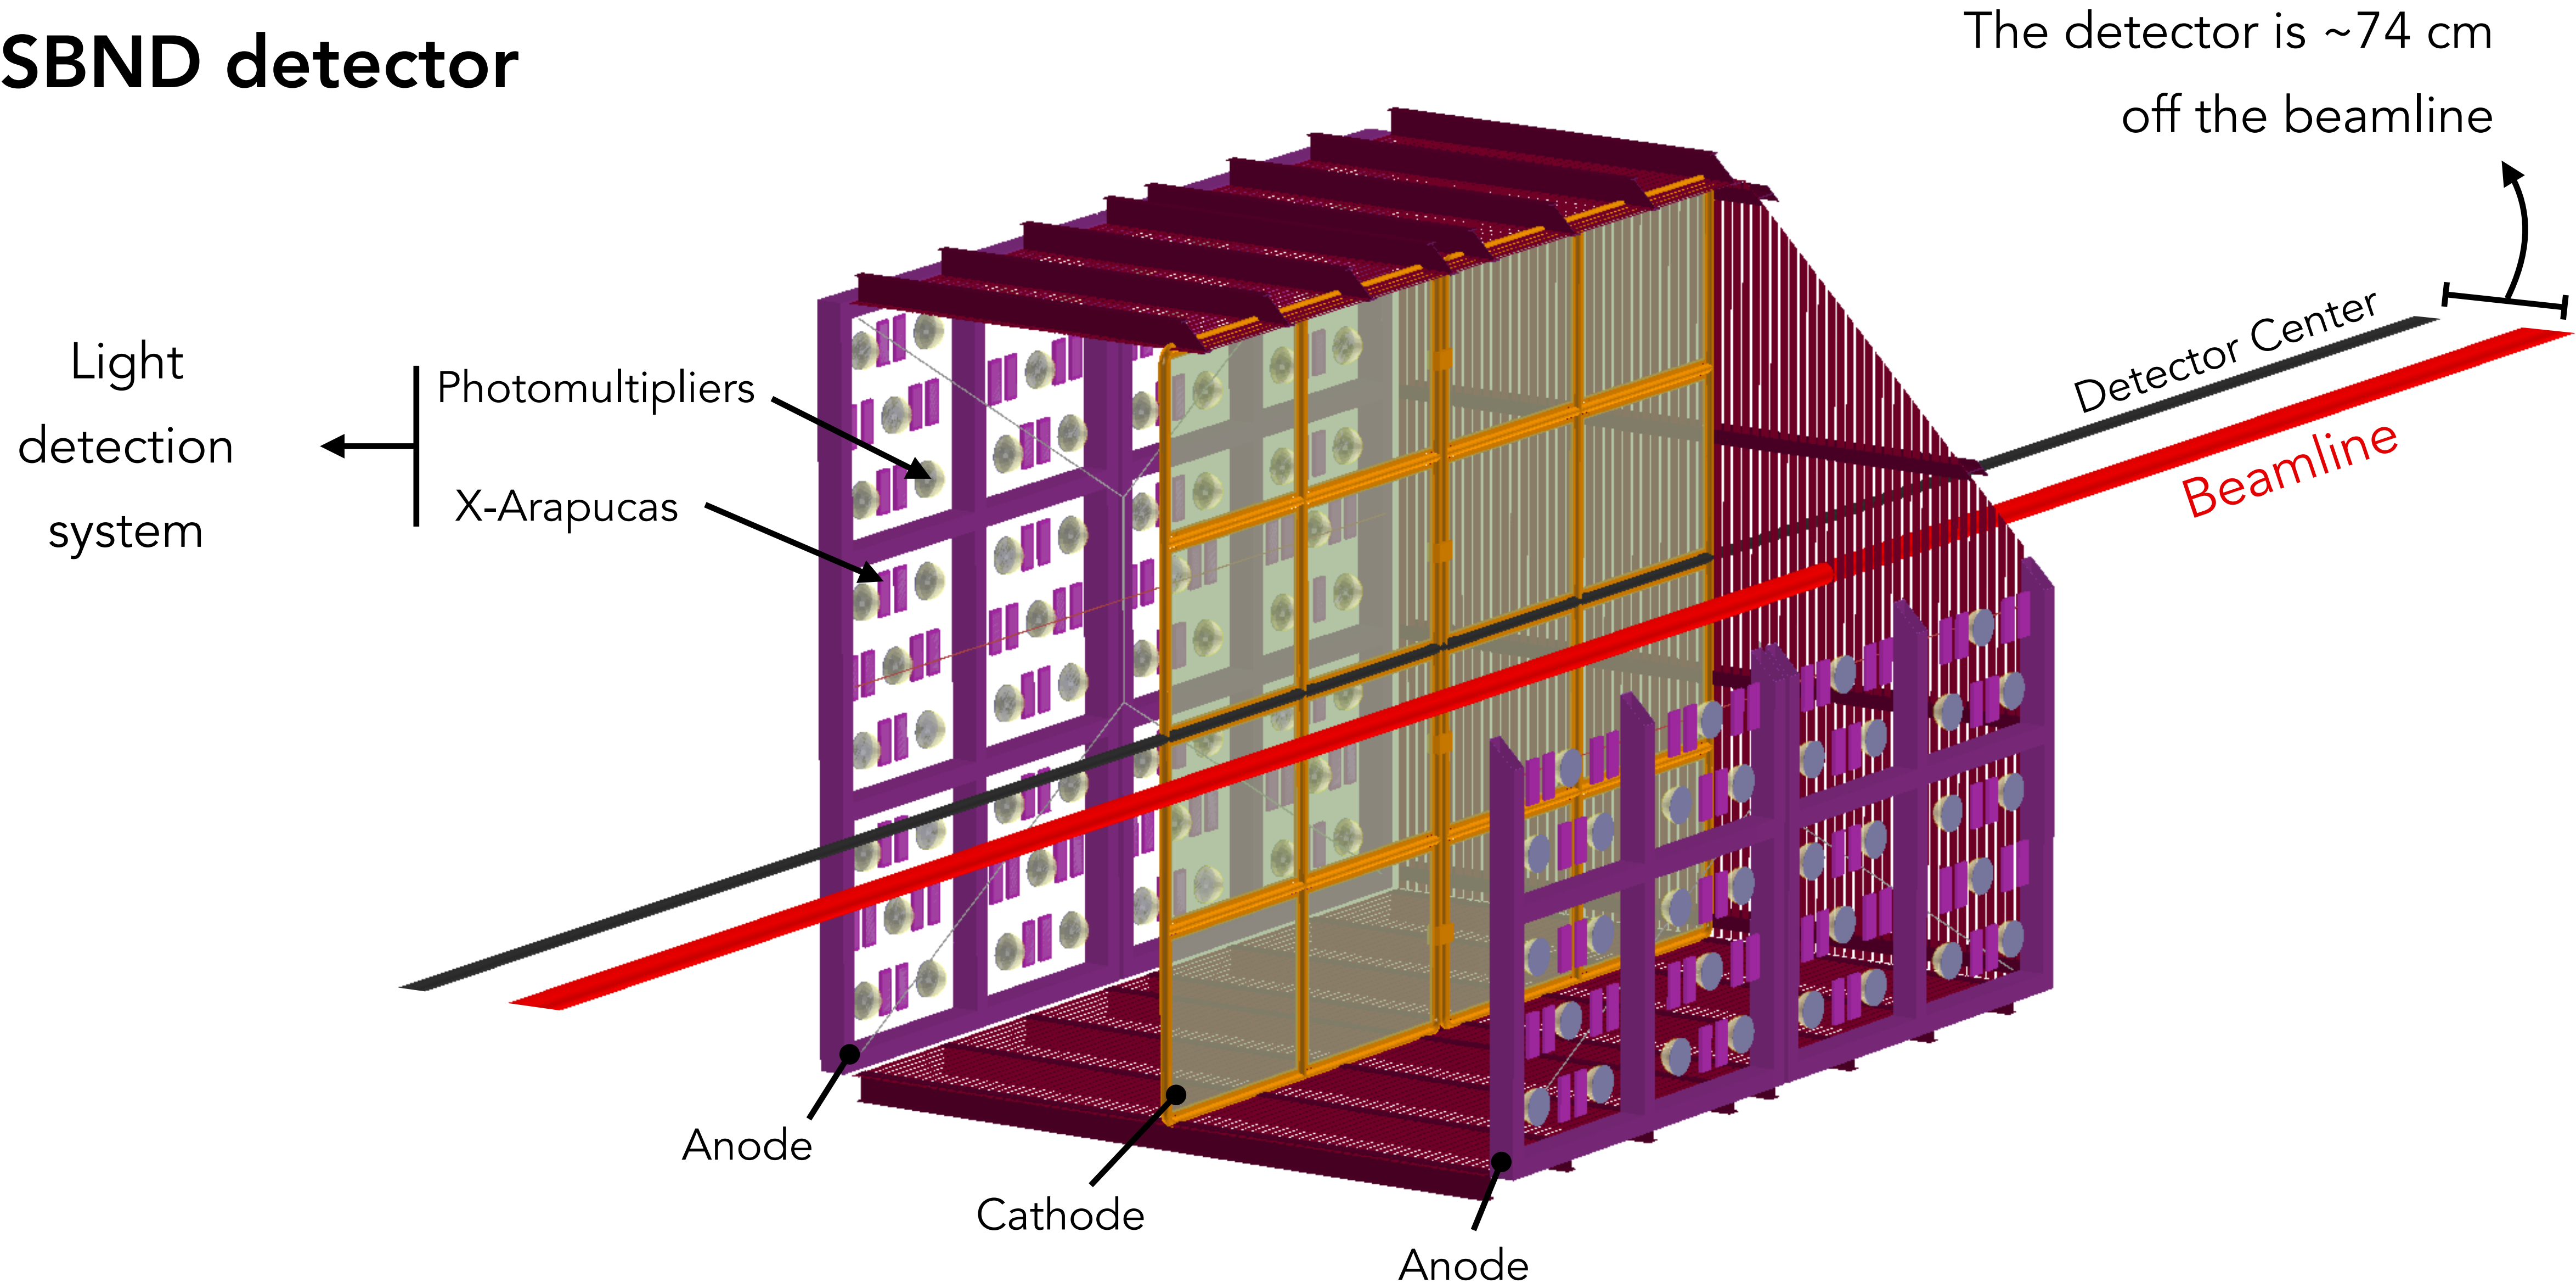 SBND detector
The detector is ~74 cm
off the beamline
Light
detection
system
Photomultipliers
X-Arapucas
Detector Center
Beamline
Anode
Cathode
Anode